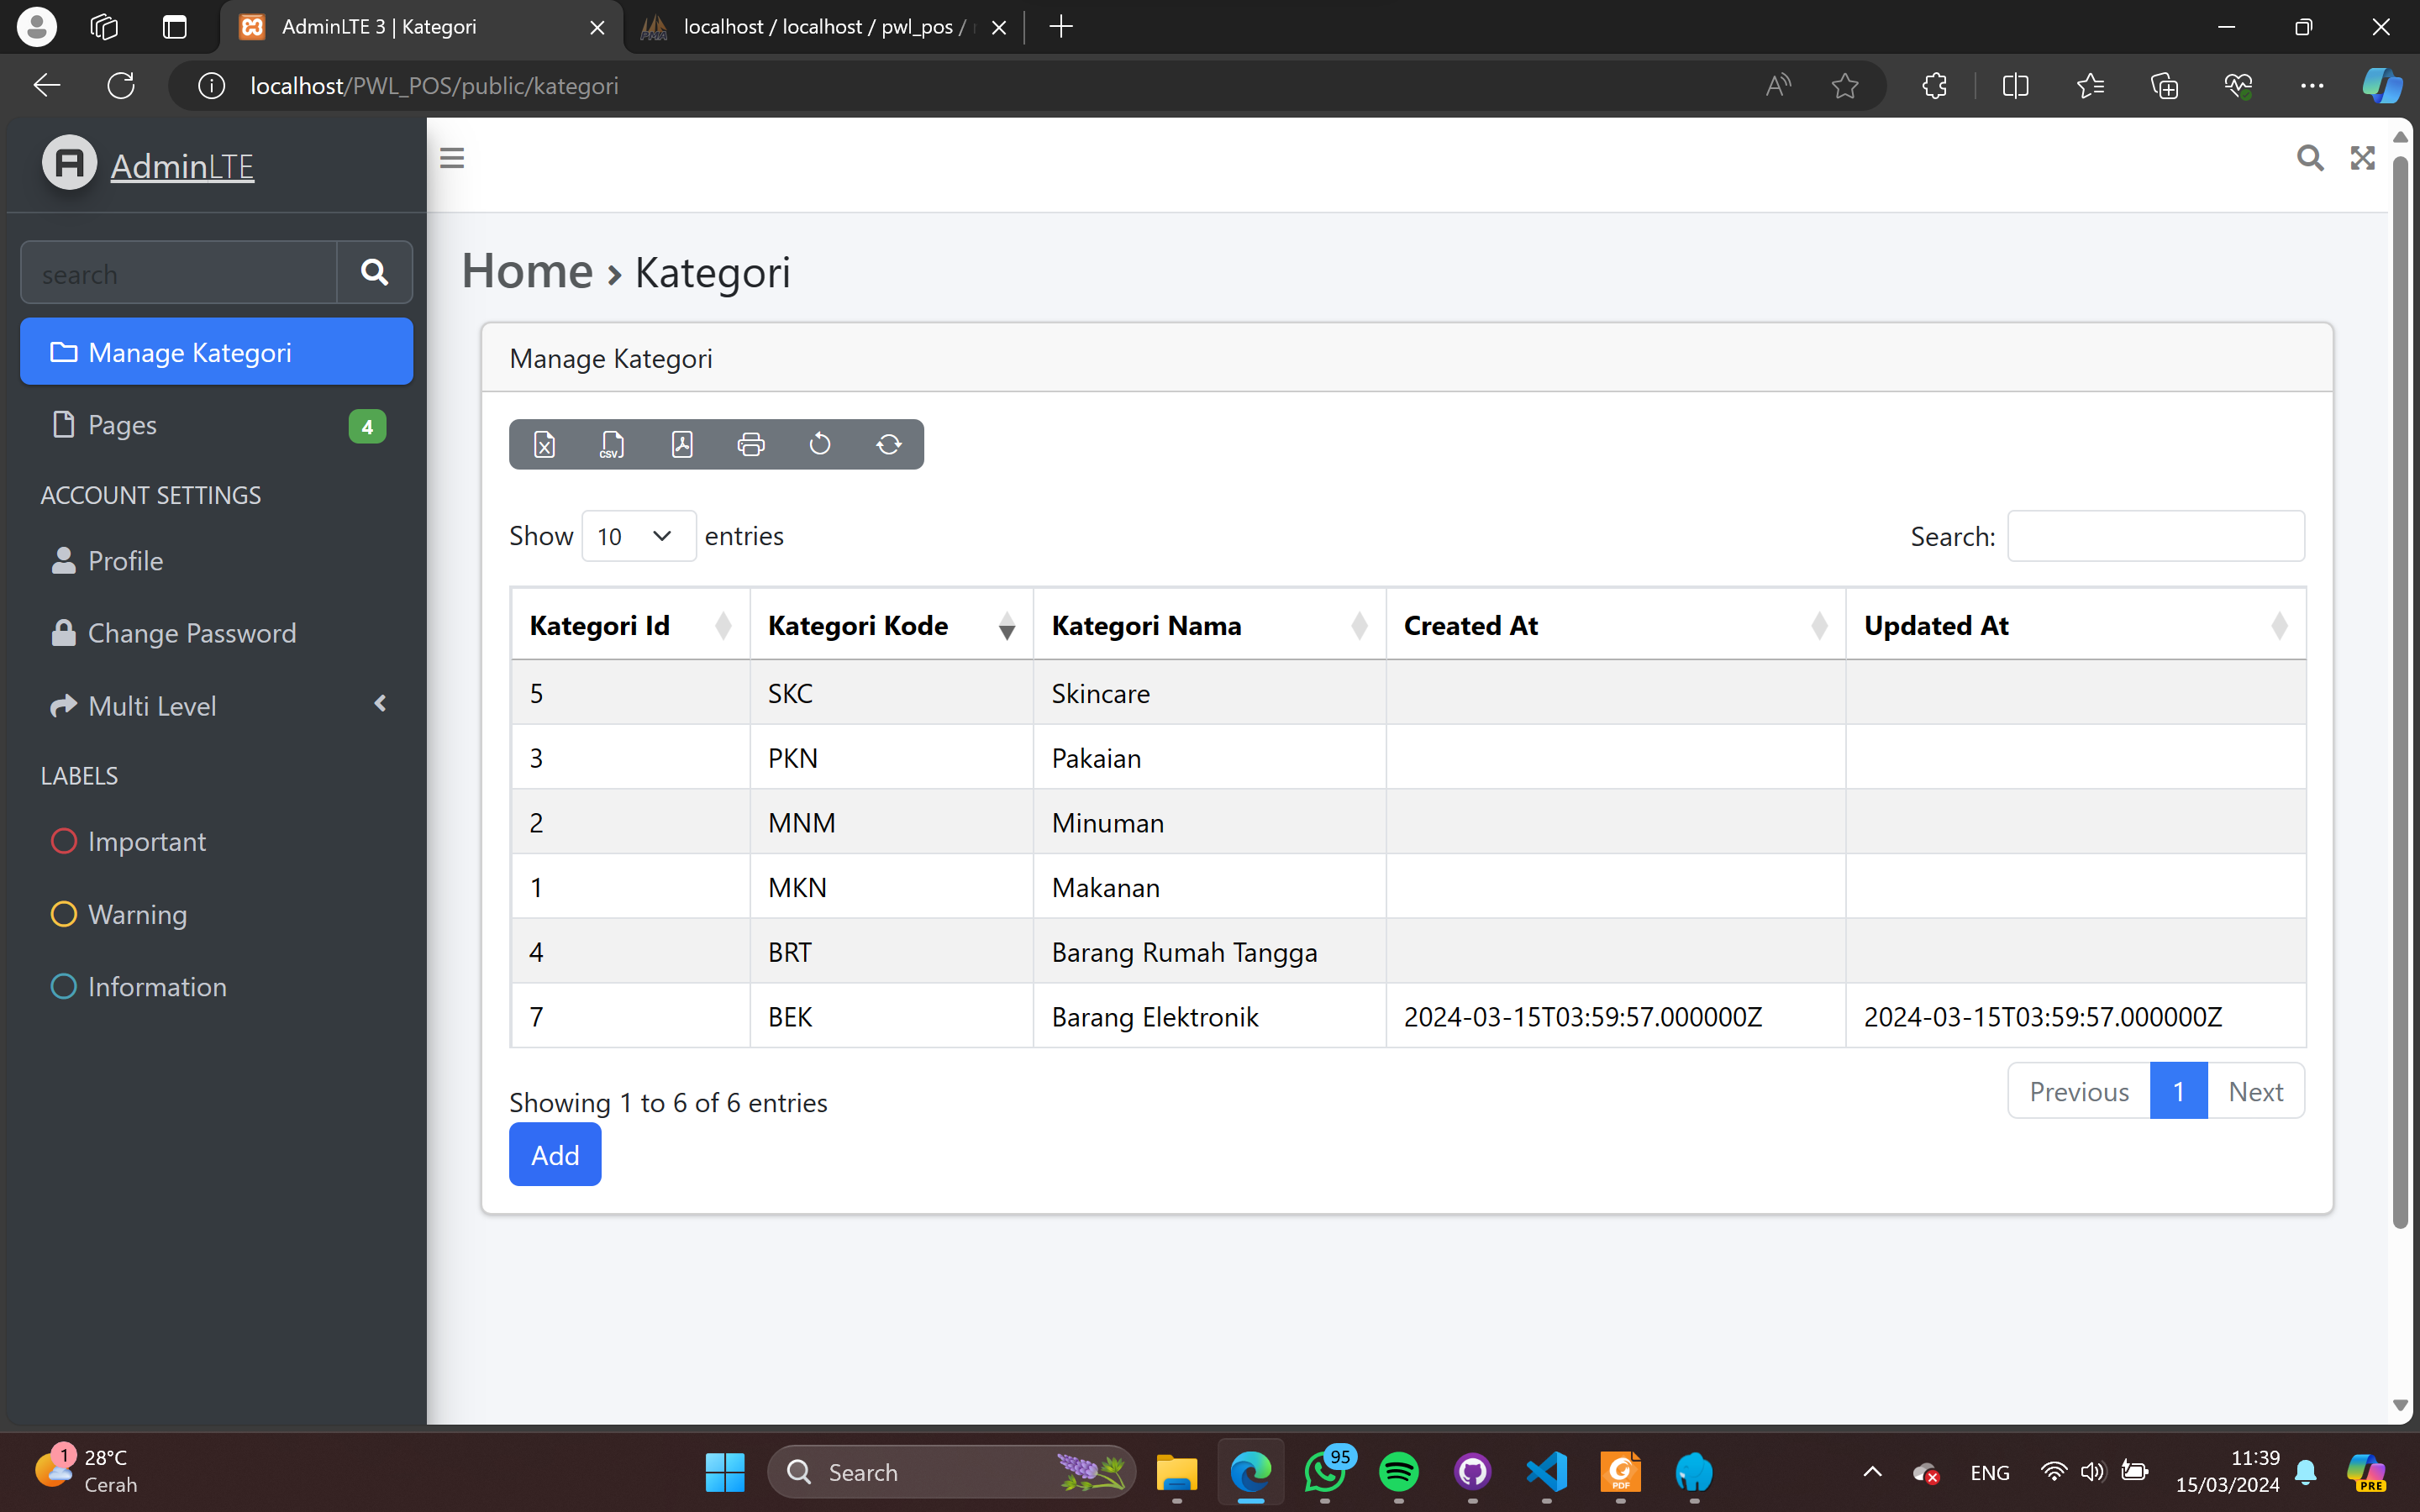 AdminLTE 3 | Kategori
localhost / localhost / pwl_pos /
localhost/PWL_POS/public/kategori
AdminLTE
search
Manage Kategori
Pages 4
ACCOUNT SETTINGS
Profile
Change Password
Multi Level
LABELS
Important
Warning
Information
Home › Kategori
Manage Kategori
Show 10 entries
Search:
Kategori Id Kategori Kode Kategori Nama Created At Updated At
5 SKC Skincare
3 PKN Pakaian
2 MNM Minuman
1 MKN Makanan
4 BRT Barang Rumah Tangga
7 BEK Barang Elektronik 2024-03-15T03:59:57.000000Z 2024-03-15T03:59:57.000000Z
Showing 1 to 6 of 6 entries
Previous 1 Next
Add
1
28°C
Cerah
Search
95
PDF
ENG
11:39
15/03/2024
PRE